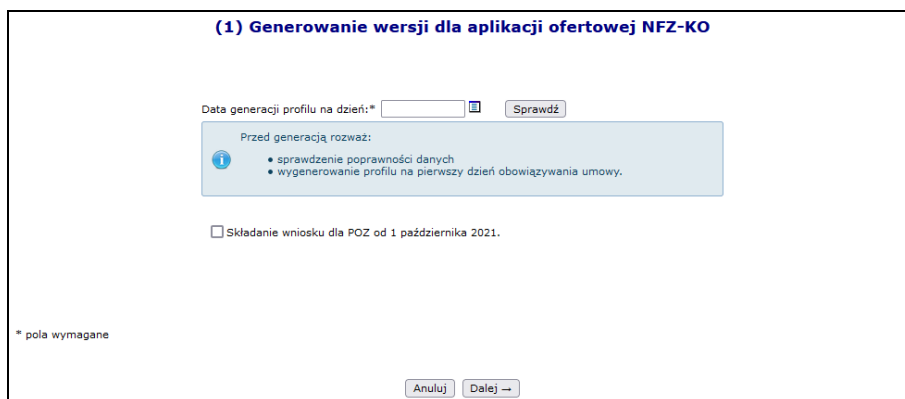 (1) Generowanie wersji dla aplikacji ofertowej NFZ-KO
Data generacji profilu na dzień:* Sprawdź
Przed generacją rozważ:
• sprawdzenie poprawności danych
• wygenerowanie profilu na pierwszy dzień obowiązywania umowy.
Składanie wniosku dla POZ od 1 października 2021.
* pola wymagane
Anuluj Dalej →